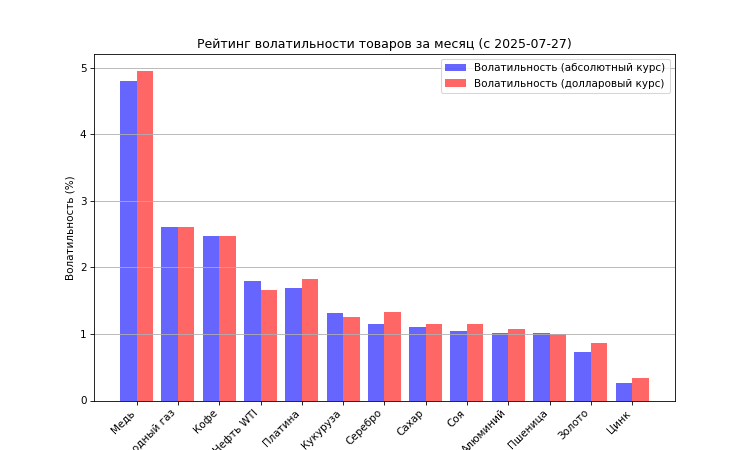 Рейтинг волатильности товаров за месяц (с 2025-07-27)
Волатильность (абсолютный курс)
Волатильность (долларовый курс)
Волатильность (%)
5
4
3
2
1
0
Медь
газ
Кофе
Нефть WTI
Платина
Кукуруза
Серебро
Сахар
Соя
Алюминий
Пшеница
Золото
Цинк